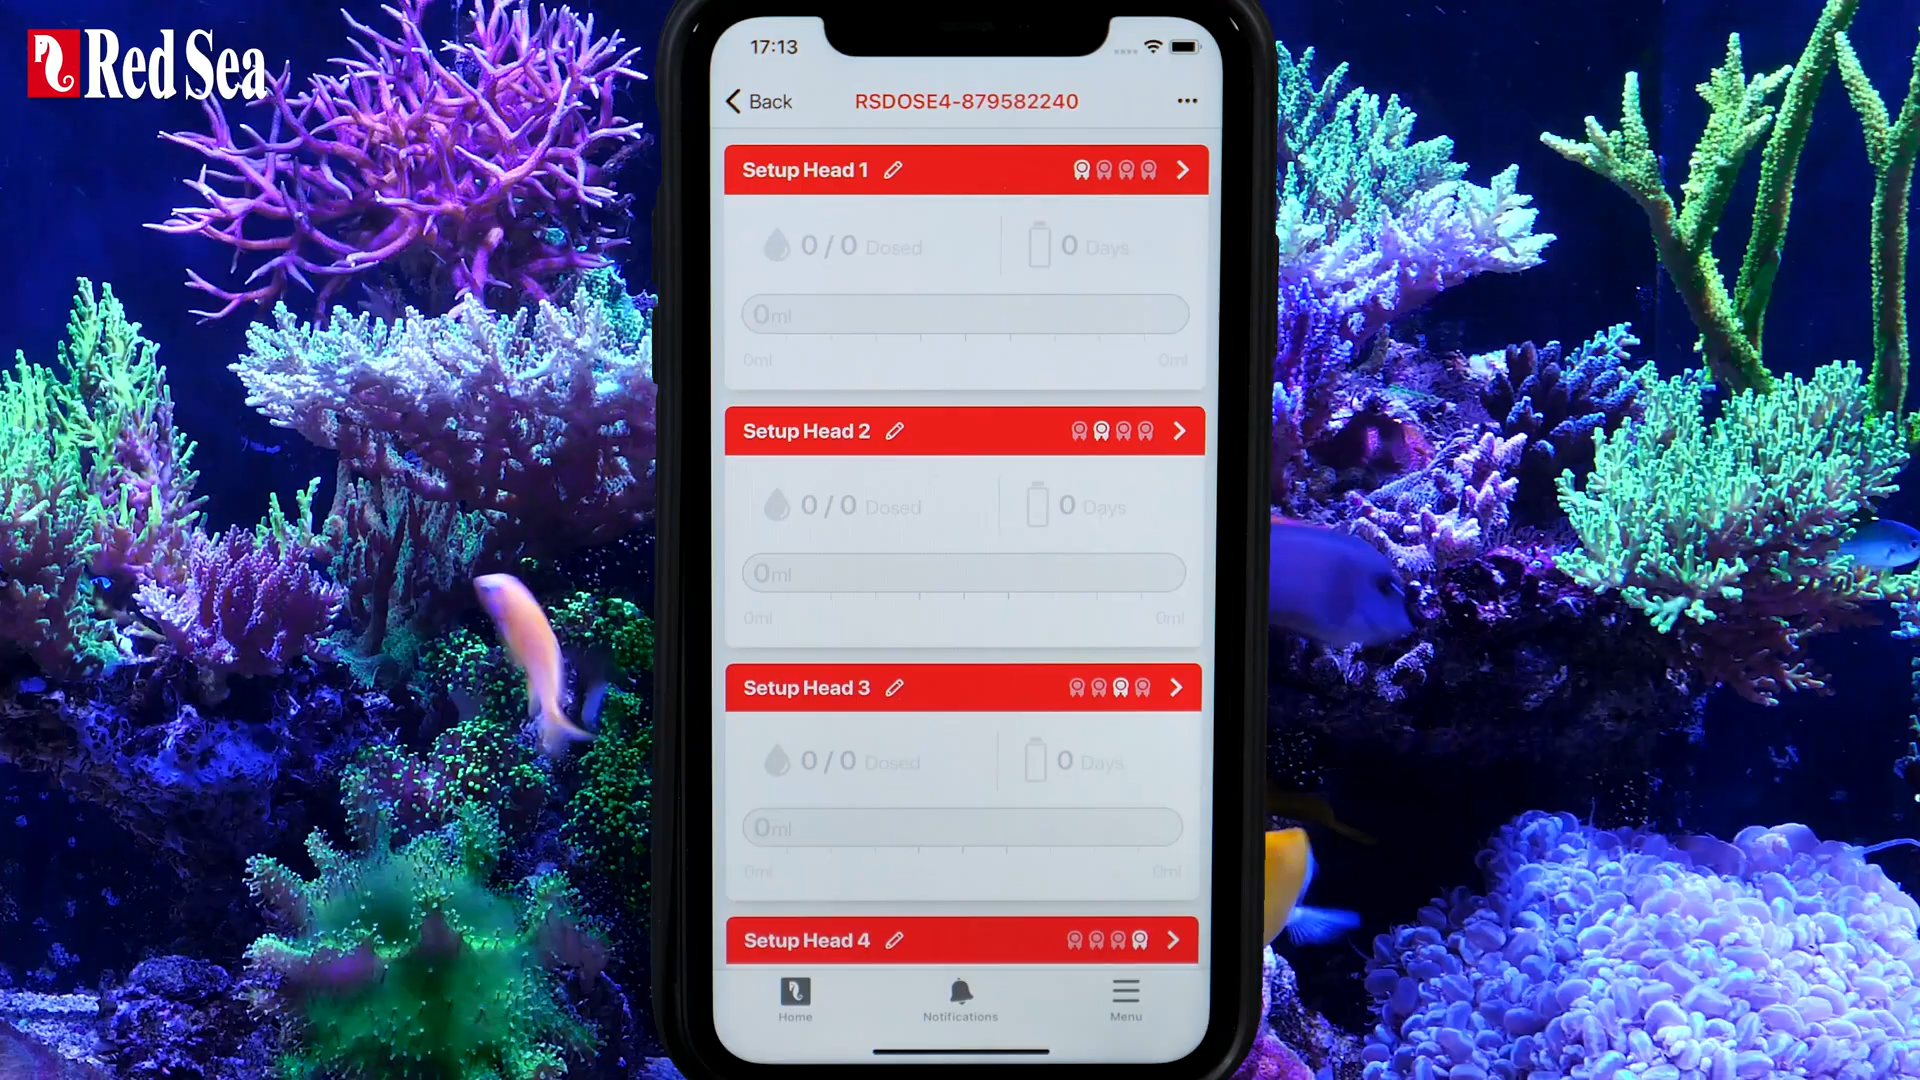 Red Sea
17:13
Back
RSDOSE4-879582240
Setup Head 1
0 / 0 Dosed
0 Days
0ml
0ml
0ml
Setup Head 2
0 / 0 Dosed
0 Days
0ml
0ml
0ml
Setup Head 3
0 / 0 Dosed
0 Days
0ml
0ml
0ml
Setup Head 4
Home
Notifications
Menu